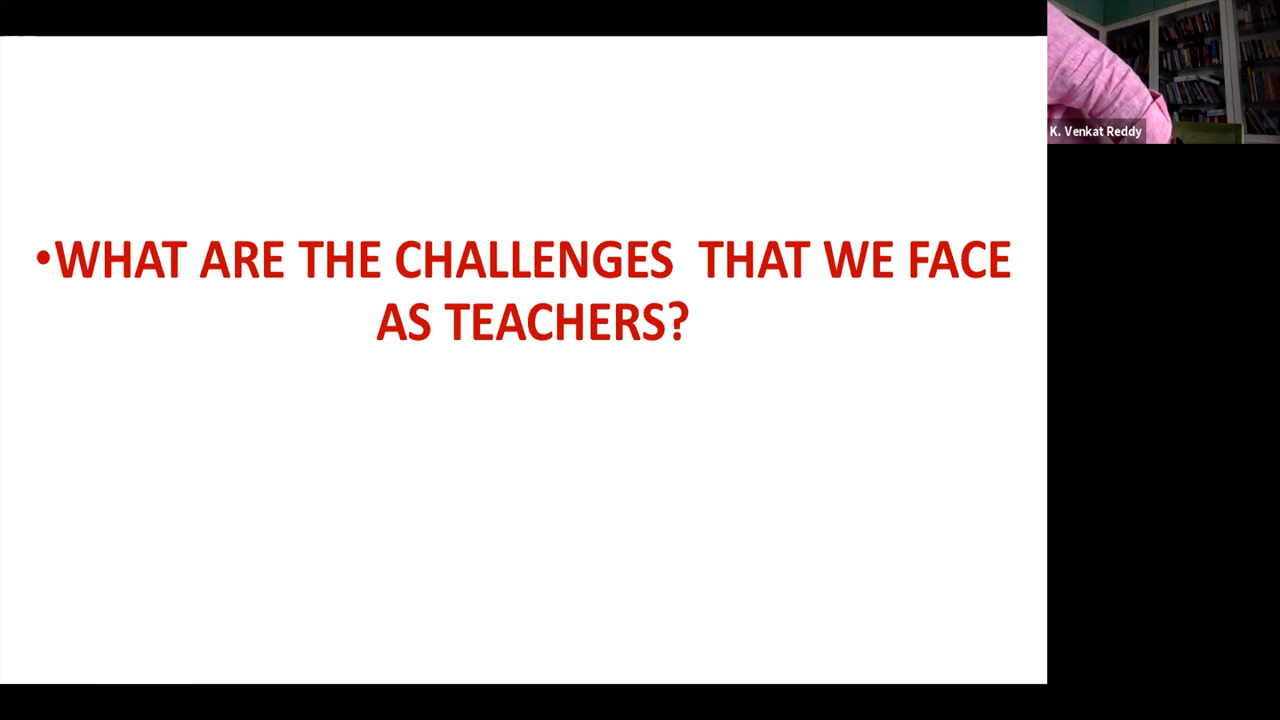 •WHAT ARE THE CHALLENGES  THAT WE FACE
AS TEACHERS?
K. Venkat Reddy